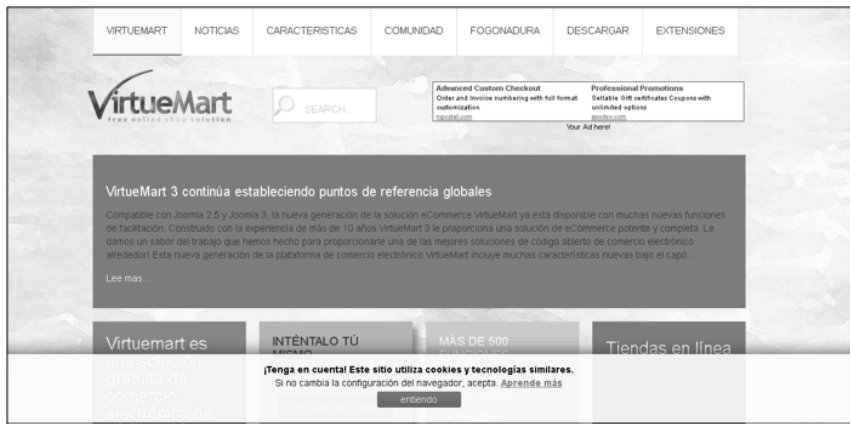 VIRTUEMART NOTICIAS CARACTERISTICAS COMUNIDAD FOGONADURA DESCARGAR EXTENSIONES
VirtueMart
free online shop solution
SEARCH...
Advanced Custom Checkout
Order and Invoice numbering with full format
customization
Professional Promotions
Sellable Gift certificates Coupons with
unlimited options
Your Ad here!
VirtueMart 3 continúa estableciendo puntos de referencia globales
Compatible con Joomla 2.5 y Joomla 3, la nueva generación de la solución eCommerce VirtueMart ya está disponible con muchas nuevas funciones
de facilitación. Construido con la experiencia de más de 10 años VirtueMart 3 le proporciona una solución de eCommerce potente y completa. Le
damos un sabor del trabajo que hemos hecho para proporcionarle una de las mejores soluciones de código abierto de comercio electrónico
alrededor! Esta nueva generación de la plataforma de comercio electrónico VirtueMart incluye muchas características nuevas bajo el capó ...
Lee mas...
Virtuemart es
una solución
gratuita de
comercio
electrónico de
INTÉNTALO TÚ
MISMO
MÁS DE 500
FUNCIONES
Tiendas en línea
¡Tenga en cuenta! Este sitio utiliza cookies y tecnologías similares.
Si no cambia la configuración del navegador, acepta. Aprende más
entiendo